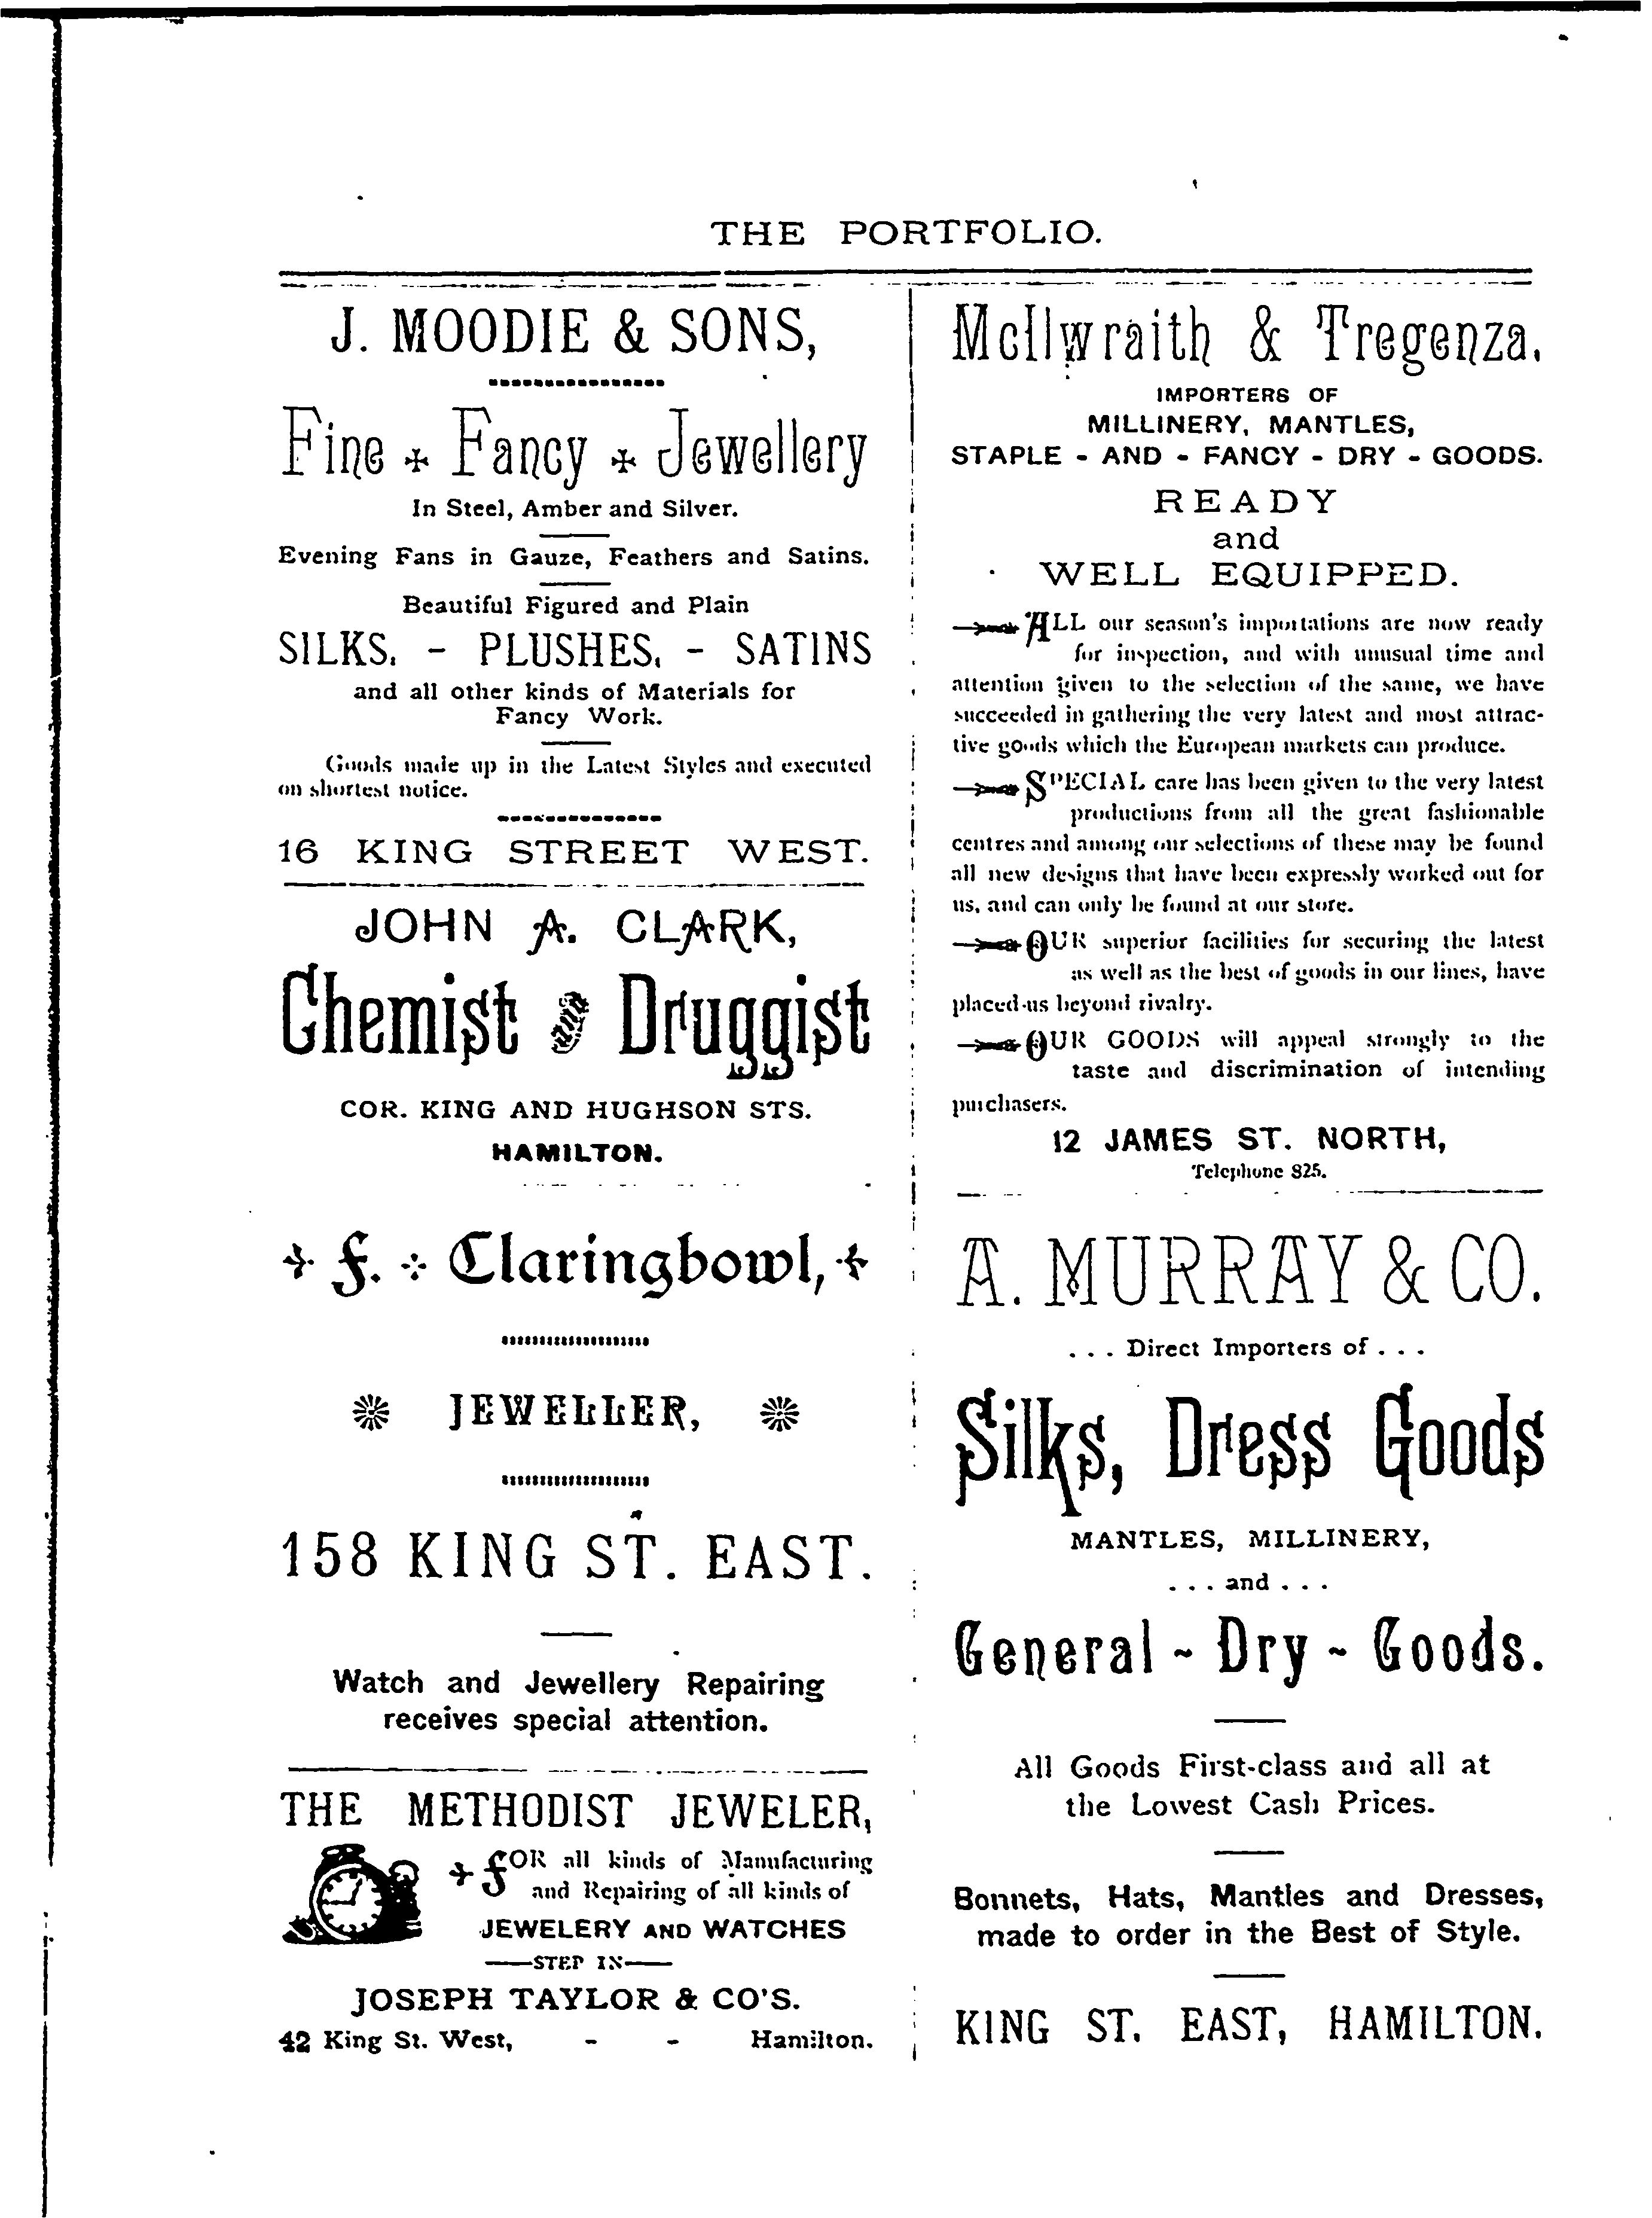 THE PORTFOLIO.
J. MOODIE & SONS,
Fine Fancy Jewellery
In Steel, Amber and Silver.
Evening Fans in Gauze, Feathers and Satins.
Beautiful Figured and Plain
SILKS, - PLUSHES, - SATINS
and all other kinds of Materials for
Fancy Work.
Goods made up in the Latest Styles and executed
on shortest notice.
16 KING STREET WEST.
JOHN A. CLARK,
Chemist & Druggist
COR. KING AND HUGHSON STS.
HAMILTON.
F. Claringbowl,
JEWELLER,
158 KING ST. EAST.
Watch and Jewellery Repairing
receives special attention.
THE METHODIST JEWELER,
FOR all kinds of Manufacturing
and Repairing of all kinds of
JEWELERY AND WATCHES
—STEP IN—
JOSEPH TAYLOR & CO'S.
42 King St. West, - - Hamilton.
McIlwraith & Tregenza,
IMPORTERS OF
MILLINERY, MANTLES,
STAPLE - AND - FANCY - DRY - GOODS.
READY
and
WELL EQUIPPED.
ALL our season's importations are now ready
for inspection, and with unusual time and
attention given to the selection of the same, we have
succeeded in gathering the very latest and most attrac-
tive goods which the European markets can produce.
SPECIAL care has been given to the very latest
productions from all the great fashionable
centres and among our selections of these may be found
all new designs that have been expressly worked out for
us, and can only be found at our store.
OUR superior facilities for securing the latest
as well as the best of goods in our lines, have
placed us beyond rivalry.
OUR GOODS will appeal strongly to the
taste and discrimination of intending
purchasers.
12 JAMES ST. NORTH,
Telephone 825.
A. MURRAY & CO.
. . . Direct Importers of . . .
Silks, Dress Goods
MANTLES, MILLINERY,
. . . and . . .
General - Dry - Goods.
All Goods First-class and all at
the Lowest Cash Prices.
Bonnets, Hats, Mantles and Dresses,
made to order in the Best of Style.
KING ST. EAST, HAMILTON.